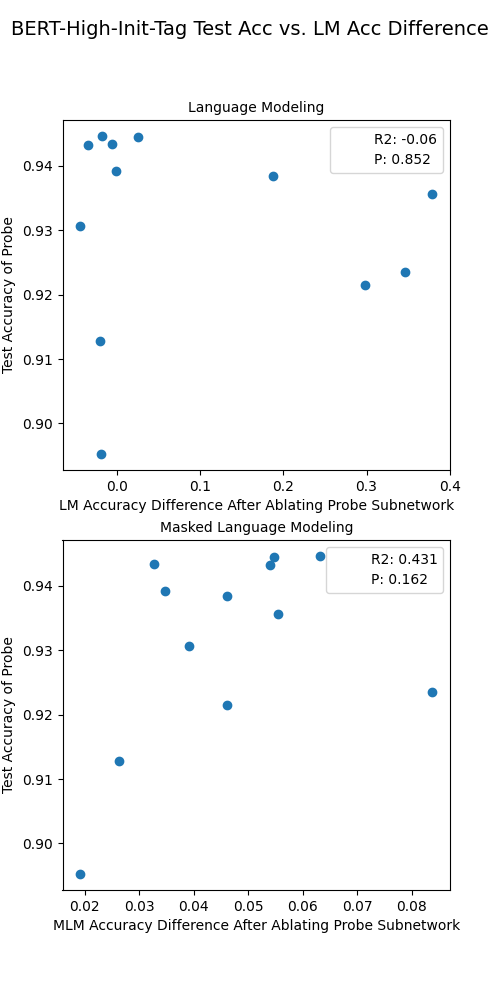 BERT-High-Init-Tag Test Acc vs. LM Acc Difference
Language Modeling
R2: -0.06
P: 0.852
0.94
0.93
0.92
0.91
0.90
Test Accuracy of Probe
0.0 0.1 0.2 0.3 0.4
LM Accuracy Difference After Ablating Probe Subnetwork
Masked Language Modeling
R2: 0.431
P: 0.162
0.94
0.93
0.92
0.91
0.90
Test Accuracy of Probe
0.02 0.03 0.04 0.05 0.06 0.07 0.08
MLM Accuracy Difference After Ablating Probe Subnetwork